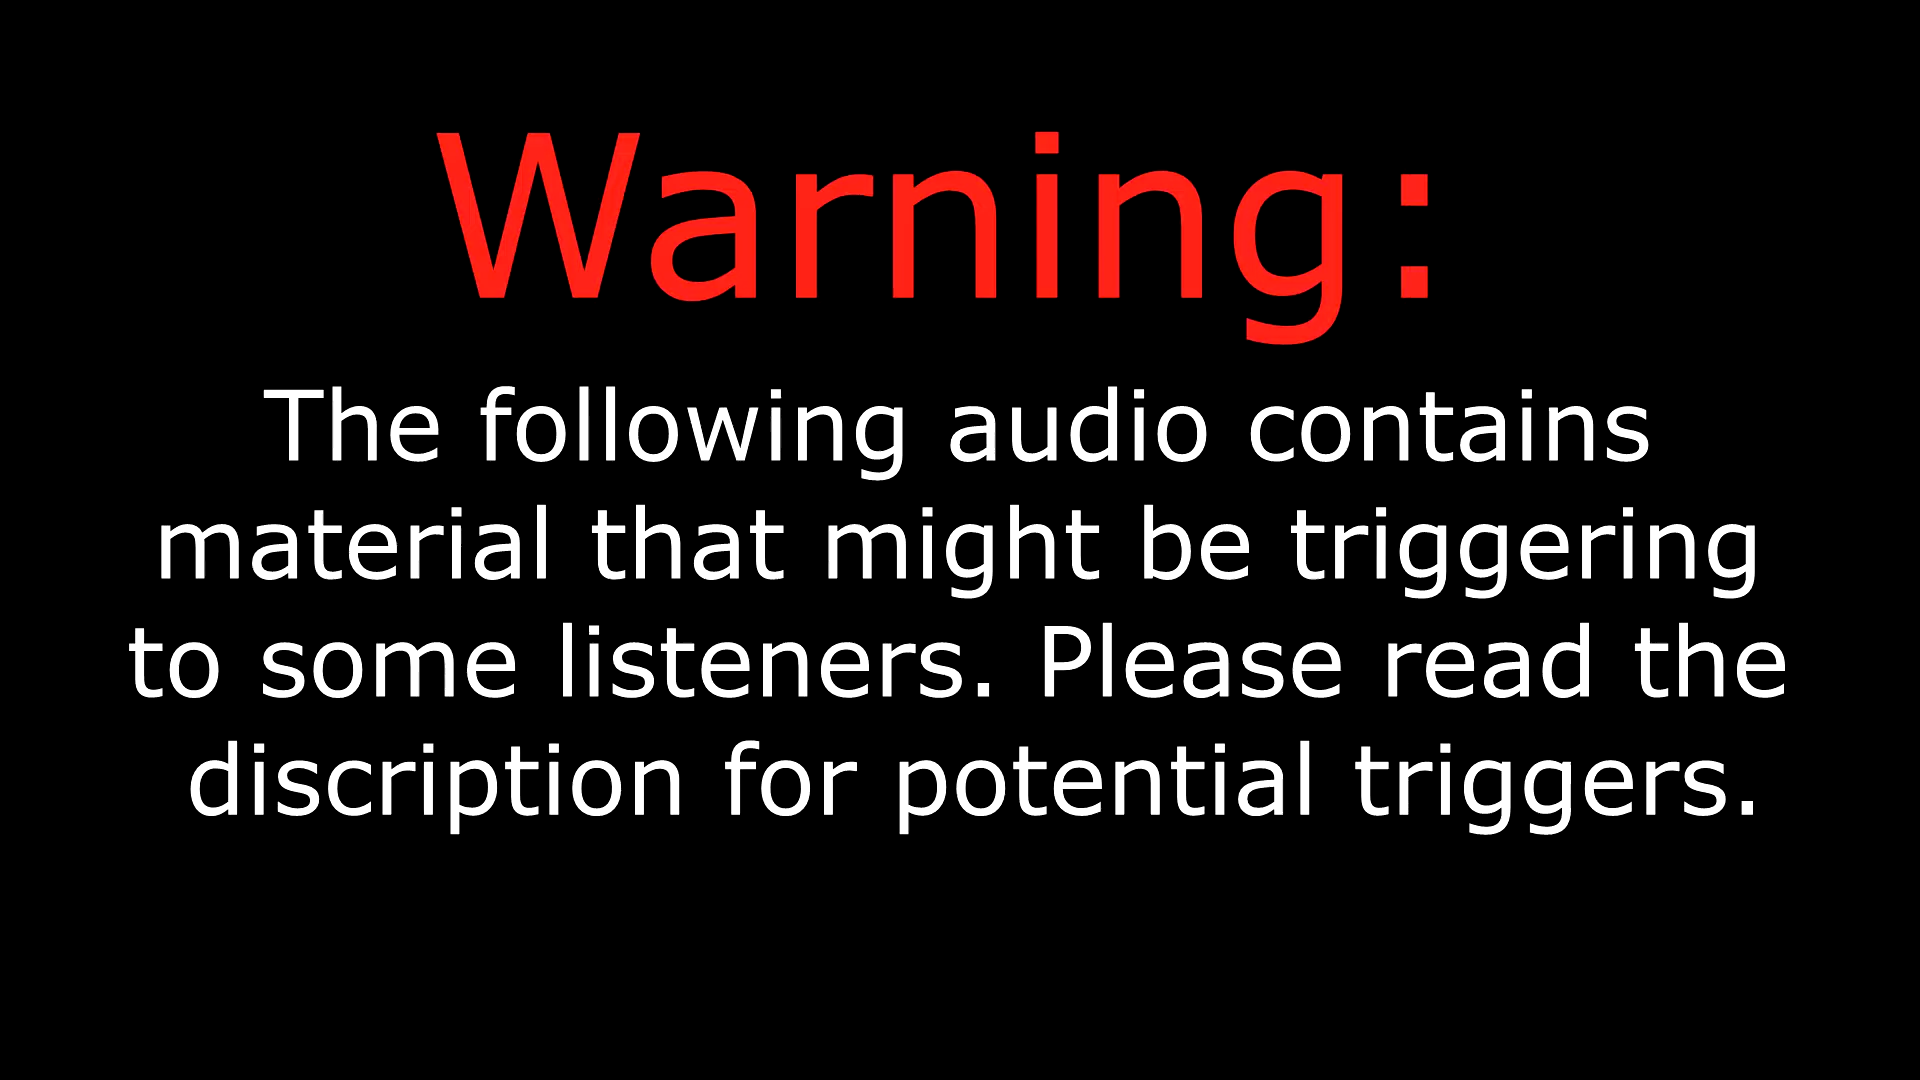 Warning:
The following audio contains
material that might be triggering
to some listeners. Please read the
discription for potential triggers.